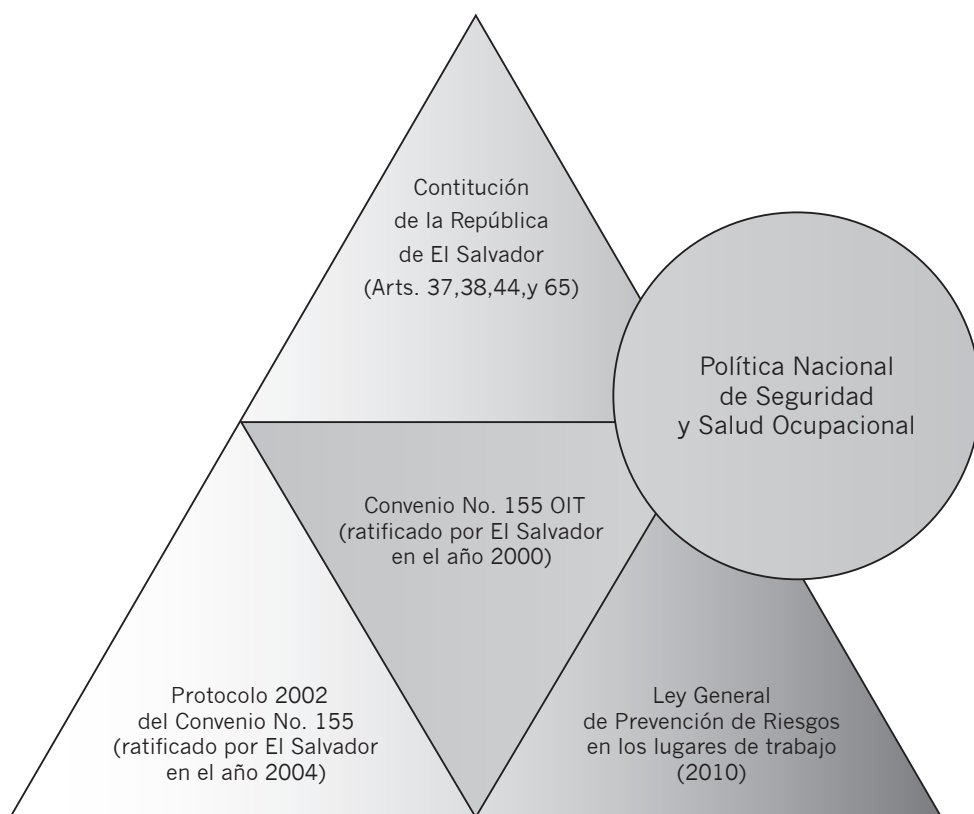 Contitución
de la República
de El Salvador
(Arts. 37,38,44,y 65)
Política Nacional
de Seguridad
y Salud Ocupacional
Convenio No. 155 OIT
(ratificado por El Salvador
en el año 2000)
Protocolo 2002
del Convenio No. 155
(ratificado por El Salvador
en el año 2004)
Ley General
de Prevención de Riesgos
en los lugares de trabajo
(2010)